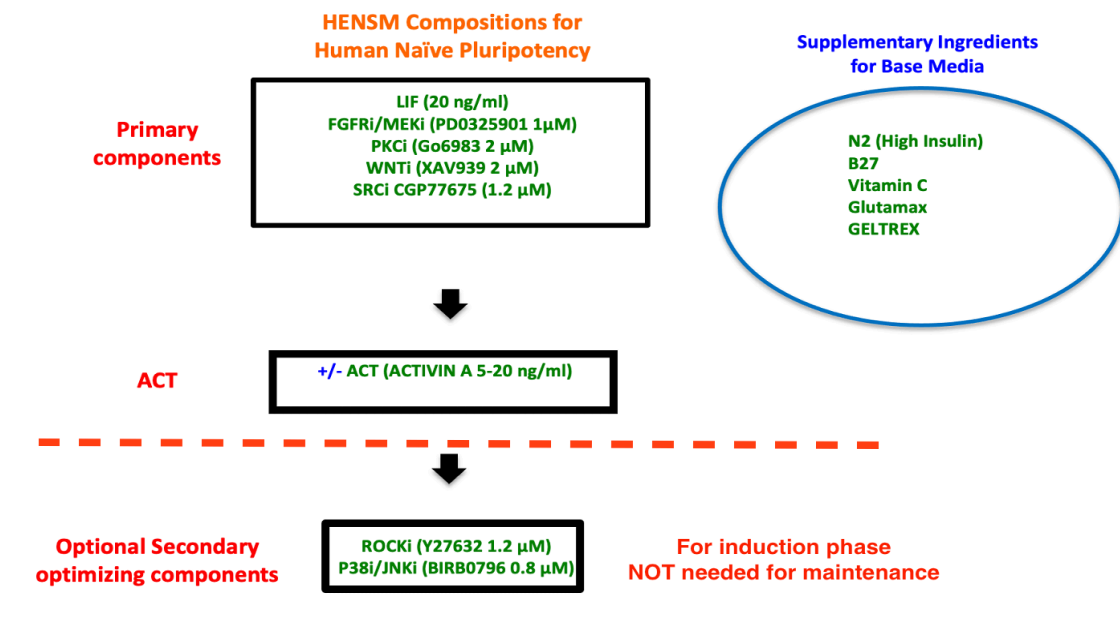 HENSM Compositions for
Human Naïve Pluripotency
Supplementary Ingredients
for Base Media
Primary
components
LIF (20 ng/ml)
FGFRi/MEKi (PD0325901 1µM)
PKCi (Go6983 2 µM)
WNTi (XAV939 2 µM)
SRCi CGP77675 (1.2 µM)
N2 (High Insulin)
B27
Vitamin C
Glutamax
GELTREX
ACT
+/- ACT (ACTIVIN A 5-20 ng/ml)
Optional Secondary
optimizing components
ROCKi (Y27632 1.2 µM)
P38i/JNKi (BIRB0796 0.8 µM)
For induction phase
NOT needed for maintenance